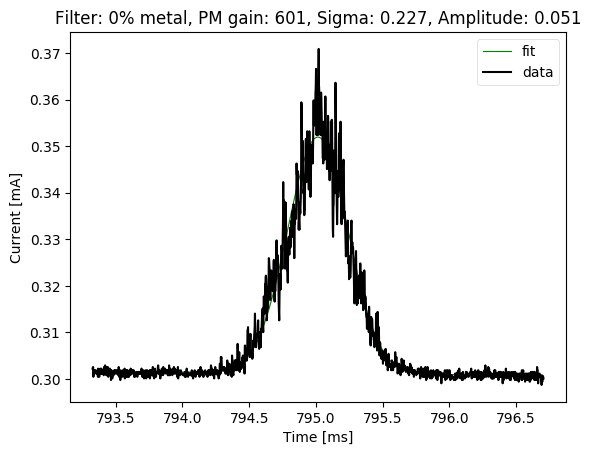 Filter: 0% metal, PM gain: 601, Sigma: 0.227, Amplitude: 0.051
fit
data
0.37
0.36
0.35
0.34
0.33
0.32
0.31
0.30
Current [mA]
793.5 794.0 794.5 795.0 795.5 796.0 796.5
Time [ms]